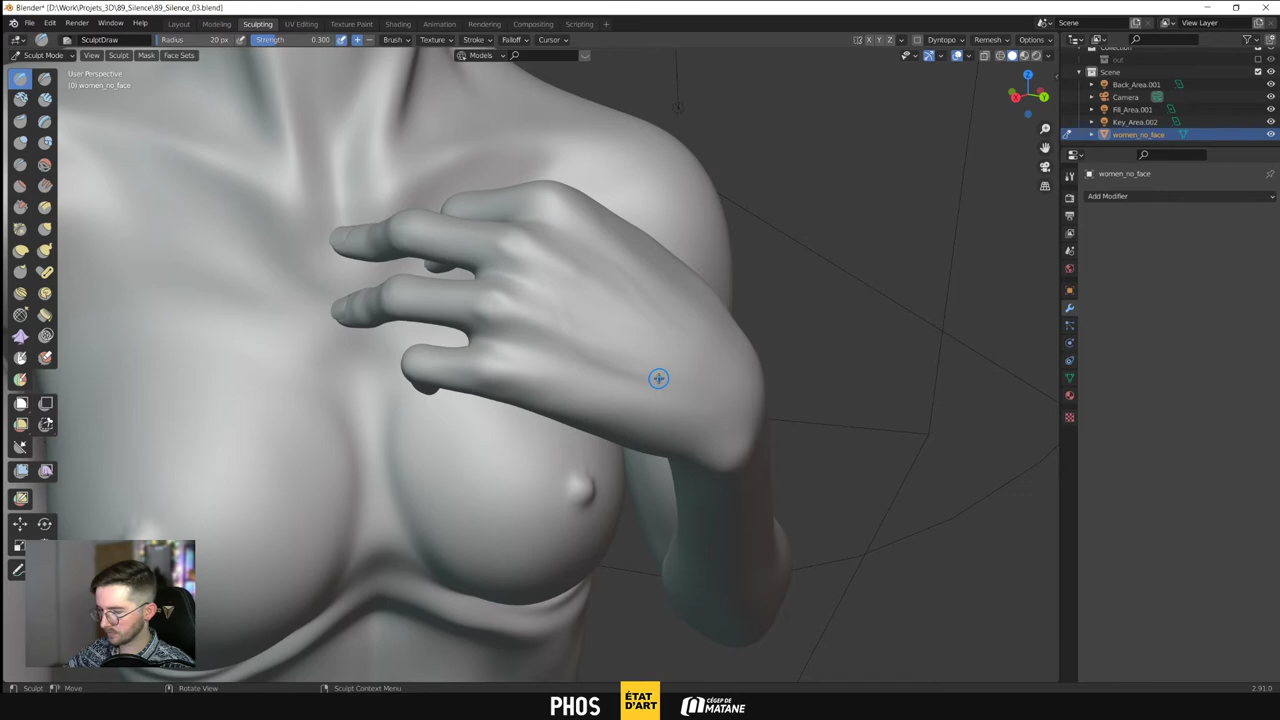 Blender* [D:\Work\Projets_3D\89_Silence\89_Silence_03.blend]
File Edit Render Window Help Layout Modeling Sculpting UV Editing Texture Paint Shading Animation Rendering Compositing Scripting + Scene View Layer
SculptDraw Radius 20 px Strength 0.300 Brush Texture Stroke Falloff Cursor X Y Z Dyntopo Remesh Options
Sculpt Mode View Sculpt Mask Face Sets Models
Collection
out
Scene
Back_Area.001
Camera
Fill_Area.001
Key_Area.002
women_no_face
User Perspective
(0) women_no_face
Z
X
Y
women_no_face
Add Modifier
Sculpt Move Rotate View Sculpt Context Menu 2.91.0
PHOS
ÉTAT
D'ART
CÉGEP DE
MATANE